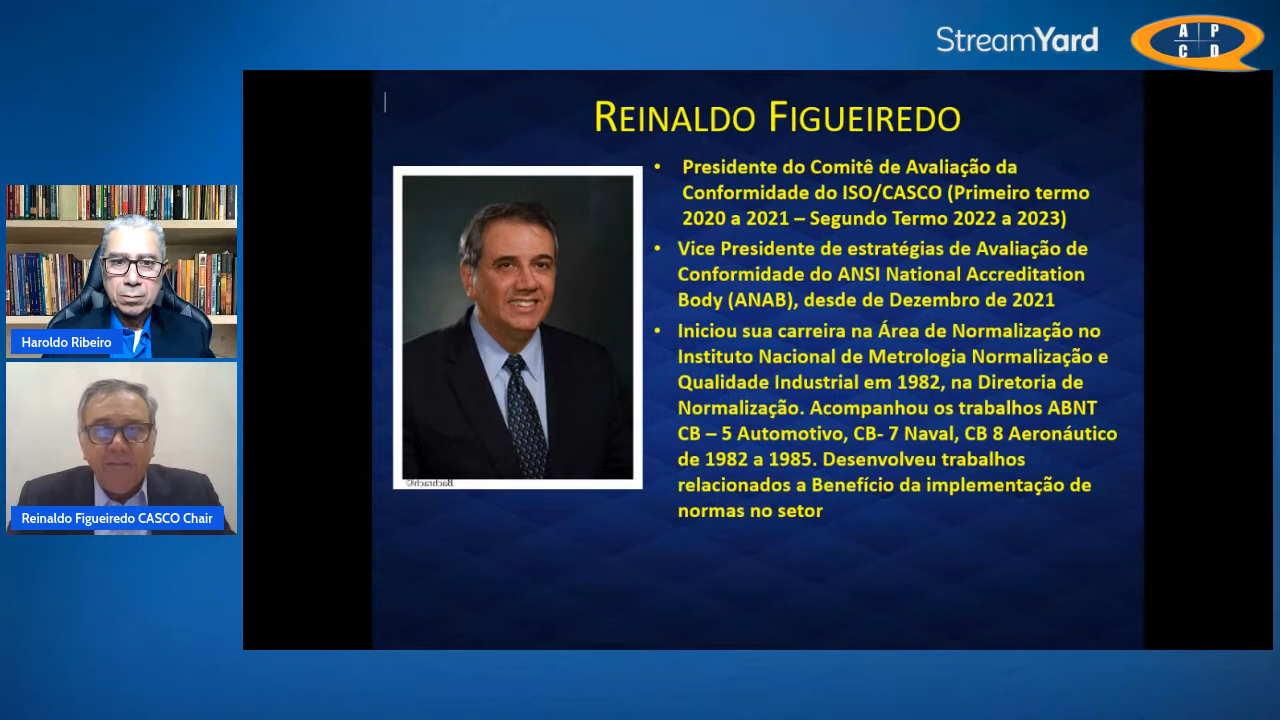 StreamYard
A P
C D
REINALDO FIGUEIREDO
• Presidente do Comitê de Avaliação da
Conformidade do ISO/CASCO (Primeiro termo
2020 a 2021 – Segundo Termo 2022 a 2023)
• Vice Presidente de estratégias de Avaliação de
Conformidade do ANSI National Accreditation
Body (ANAB), desde de Dezembro de 2021
• Iniciou sua carreira na Área de Normalização no
Instituto Nacional de Metrologia Normalização e
Qualidade Industrial em 1982, na Diretoria de
Normalização. Acompanhou os trabalhos ABNT
CB – 5 Automotivo, CB- 7 Naval, CB 8 Aeronáutico
de 1982 a 1985. Desenvolveu trabalhos
relacionados a Benefício da implementação de
normas no setor
Bachrach©
Haroldo Ribeiro
Reinaldo Figueiredo CASCO Chair